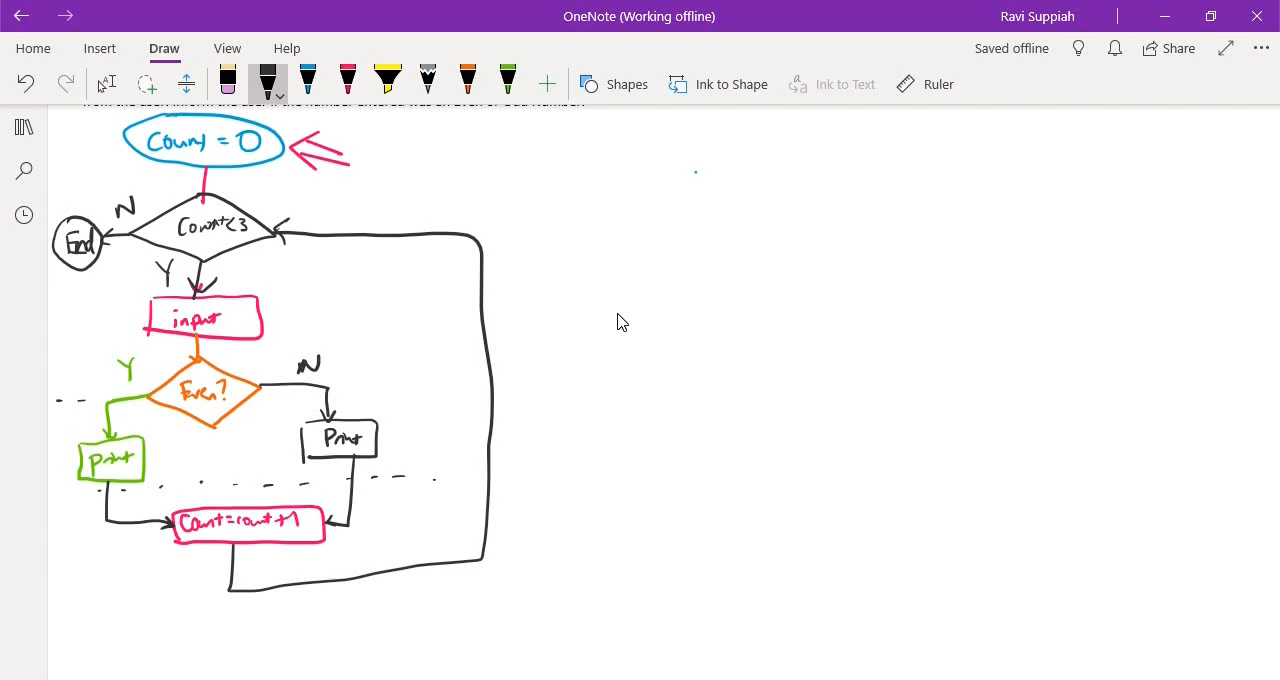 OneNote (Working offline)
Ravi Suppiah
Home Insert Draw View Help
Saved offline
Share
Shapes
Ink to Shape
Ink to Text
Ruler
Count = 0
N
Count<3
End
Y
input
Y
N
Even?
Print
Print
Count=count+1